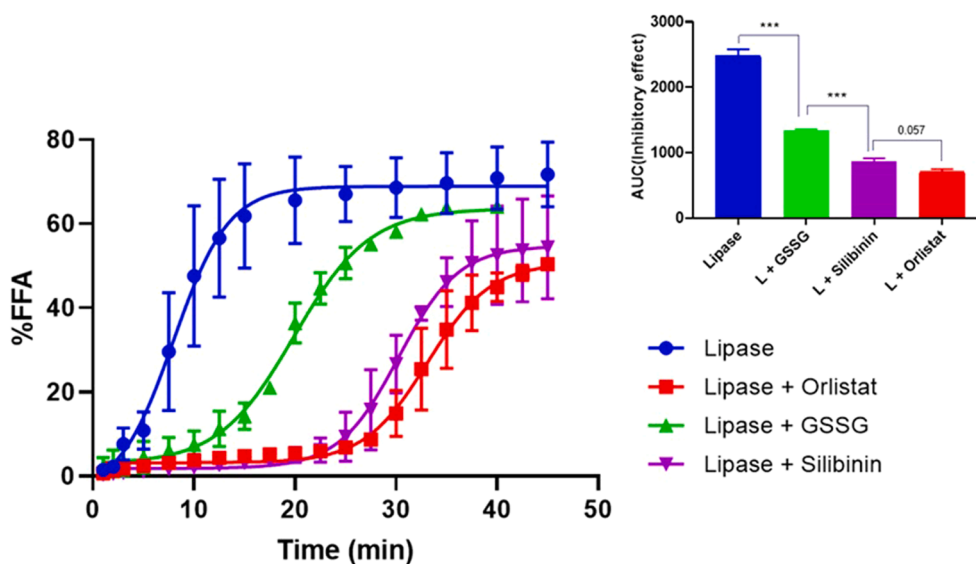 3000
2000
1000
0
AUC(Inhibitory effect)
***
***
0.057
Lipase
L + GSSG
L + Silibinin
L + Orlistat
80
60
40
20
0
%FFA
0 10 20 30 40 50
Time (min)
Lipase
Lipase + Orlistat
Lipase + GSSG
Lipase + Silibinin